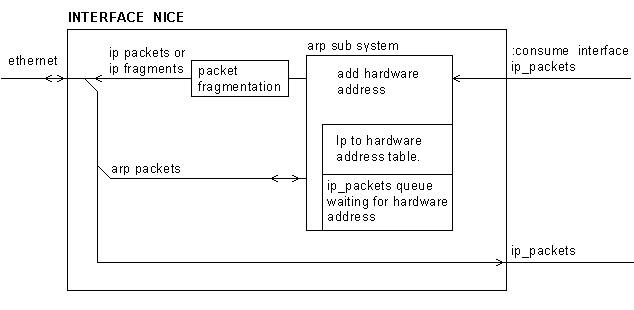 INTERFACE NICE
arp sub system
ethernet
ip packets or
ip fragments
packet
fragmentation
add hardware
address
:consume interface
ip_packets
Ip to hardware
address table.
arp packets
ip_packets queue
waiting for hardware
address
ip_packets